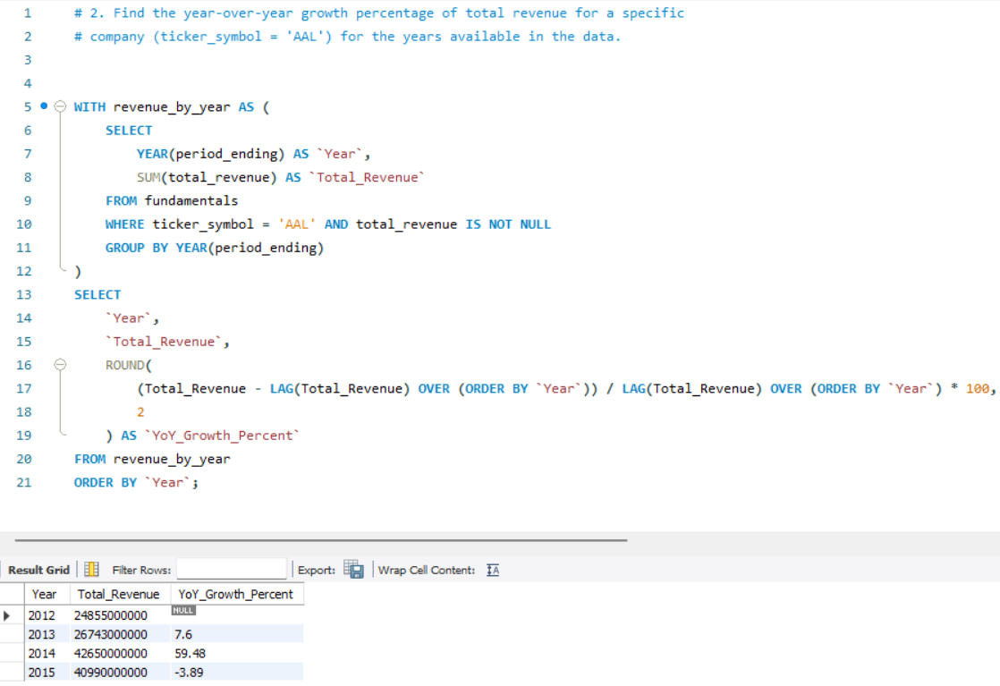 1 # 2. Find the year-over-year growth percentage of total revenue for a specific
2 # company (ticker_symbol = 'AAL') for the years available in the data.
3
4
5 WITH revenue_by_year AS (
6 SELECT
7 YEAR(period_ending) AS `Year`,
8 SUM(total_revenue) AS `Total_Revenue`
9 FROM fundamentals
10 WHERE ticker_symbol = 'AAL' AND total_revenue IS NOT NULL
11 GROUP BY YEAR(period_ending)
12 )
13 SELECT
14 `Year`,
15 `Total_Revenue`,
16 ROUND(
17 (Total_Revenue - LAG(Total_Revenue) OVER (ORDER BY `Year`)) / LAG(Total_Revenue) OVER (ORDER BY `Year`) * 100,
18 2
19 ) AS `YoY_Growth_Percent`
20 FROM revenue_by_year
21 ORDER BY `Year`;
Result Grid Filter Rows: Export: Wrap Cell Content:
Year Total_Revenue YoY_Growth_Percent
2012 24855000000 NULL
2013 26743000000 7.6
2014 42650000000 59.48
2015 40990000000 -3.89